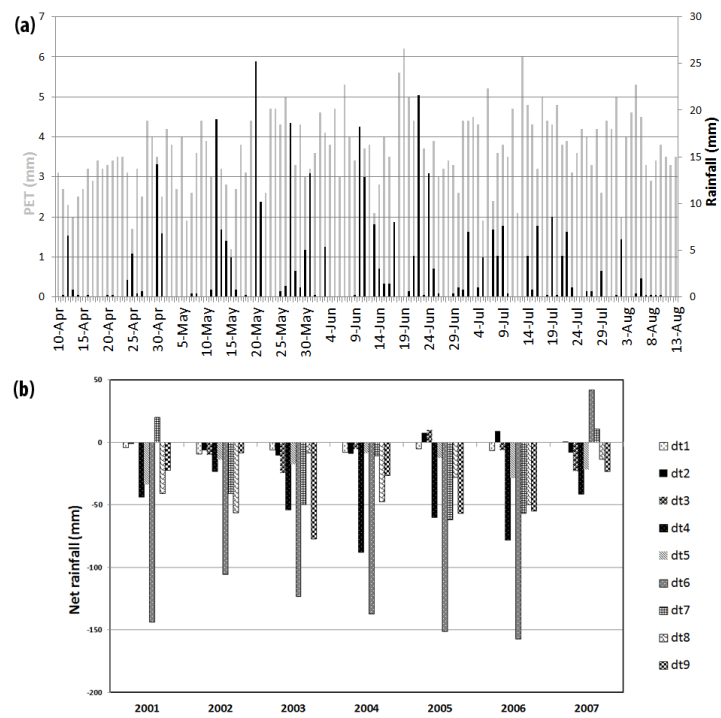 (a)
7
6
5
4
3
2
1
0
PET (mm)
30
25
20
15
10
5
0
Rainfall (mm)
10-Apr
15-Apr
20-Apr
25-Apr
30-Apr
5-May
10-May
15-May
20-May
25-May
30-May
4-Jun
9-Jun
14-Jun
19-Jun
24-Jun
29-Jun
4-Jul
9-Jul
14-Jul
19-Jul
24-Jul
29-Jul
3-Aug
8-Aug
13-Aug
(b)
50
0
-50
-100
-150
-200
Net rainfall (mm)
2001
2002
2003
2004
2005
2006
2007
dt1
dt2
dt3
dt4
dt5
dt6
dt7
dt8
dt9